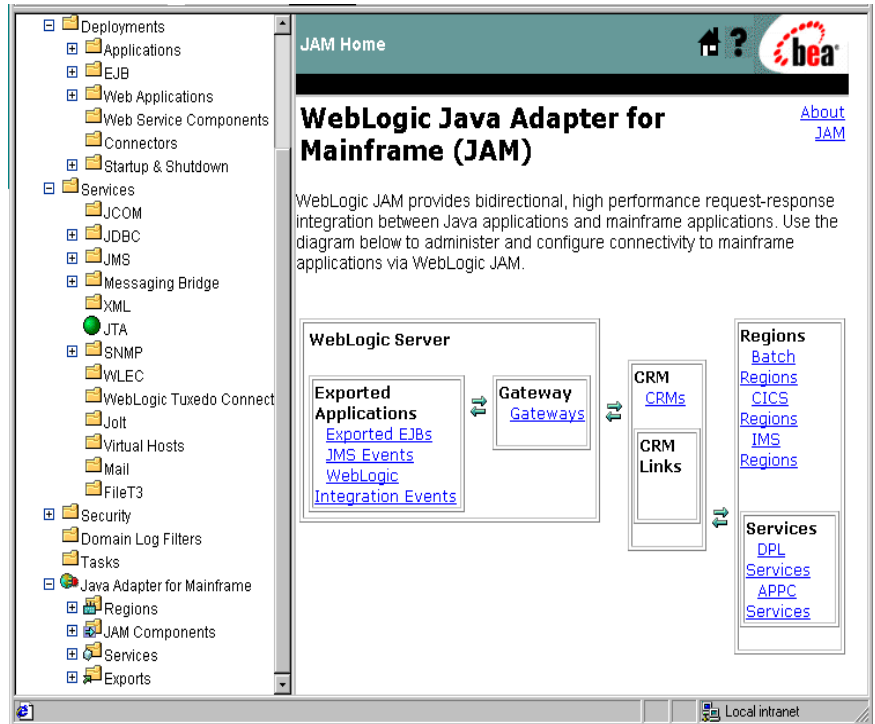 Deployments
Applications
EJB
Web Applications
Web Service Components
Connectors
Startup & Shutdown
Services
JCOM
JDBC
JMS
Messaging Bridge
XML
JTA
SNMP
WLEC
WebLogic Tuxedo Connect
Jolt
Virtual Hosts
Mail
FileT3
Security
Domain Log Filters
Tasks
Java Adapter for Mainframe
Regions
JAM Components
Services
Exports
JAM Home
?
bea
WebLogic Java Adapter for
Mainframe (JAM)
About
JAM
WebLogic JAM provides bidirectional, high performance request-response
integration between Java applications and mainframe applications. Use the
diagram below to administer and configure connectivity to mainframe
applications via WebLogic JAM.
WebLogic Server
Exported
Applications
Exported EJBs
JMS Events
WebLogic
Integration Events
Gateway
Gateways
CRM
CRMs
CRM
Links
Regions
Batch
Regions
CICS
Regions
IMS
Regions
Services
DPL
Services
APPC
Services
Local intranet